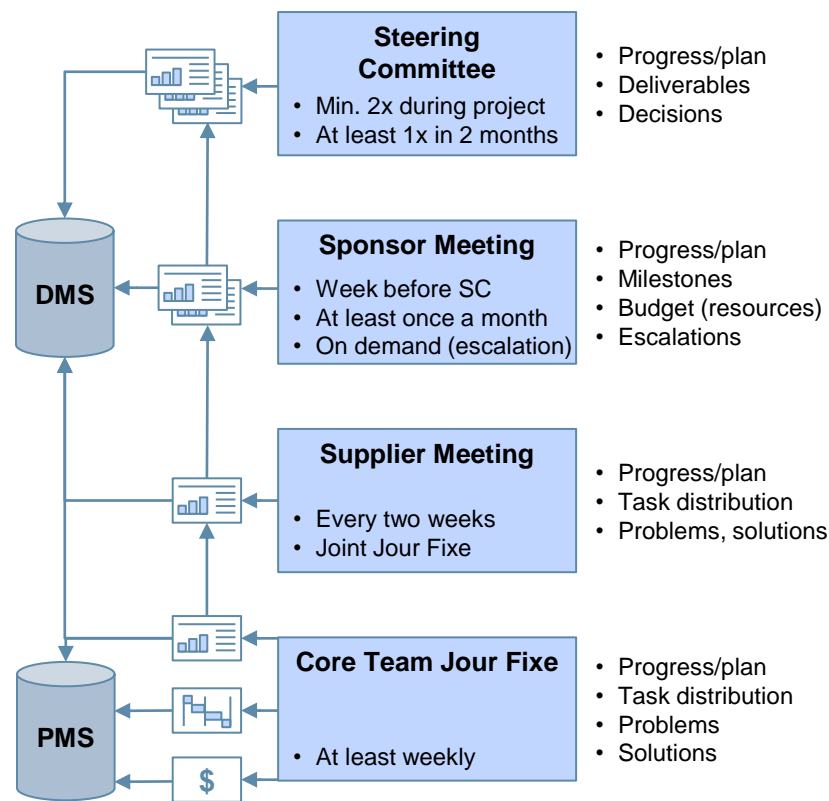 Steering
Committee
• Min. 2x during project
• At least 1x in 2 months
• Progress/plan
• Deliverables
• Decisions
DMS
Sponsor Meeting
• Week before SC
• At least once a month
• On demand (escalation)
• Progress/plan
• Milestones
• Budget (resources)
• Escalations
Supplier Meeting
• Every two weeks
• Joint Jour Fixe
• Progress/plan
• Task distribution
• Problems, solutions
PMS
$
Core Team Jour Fixe
• At least weekly
• Progress/plan
• Task distribution
• Problems
• Solutions